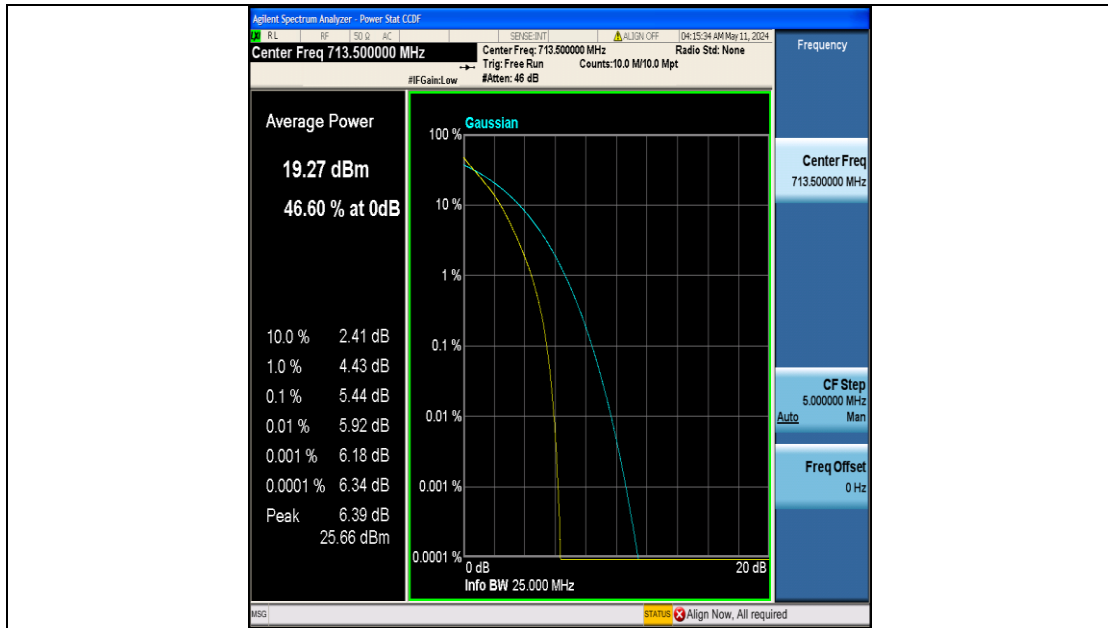 Agilent Spectrum Analyzer - Power Stat CCDF
RL RF 50 Ω AC SENSE:INT ALIGN OFF 04:15:34 AM May 11, 2024
Center Freq 713.500000 MHz
Center Freq: 713.500000 MHz Radio Std: None
Trig: Free Run Counts:10.0 M/10.0 Mpt
#IFGain:Low #Atten: 46 dB
Frequency
Average Power
19.27 dBm
46.60 % at 0dB
10.0 % 2.41 dB
1.0 % 4.43 dB
0.1 % 5.44 dB
0.01 % 5.92 dB
0.001 % 6.18 dB
0.0001 % 6.34 dB
Peak 6.39 dB
25.66 dBm
Gaussian
100 %
10 %
1 %
0.1 %
0.01 %
0.001 %
0.0001 %
0 dB 20 dB
Info BW 25.000 MHz
Center Freq
713.500000 MHz
CF Step
5.000000 MHz
Auto Man
Freq Offset
0 Hz
MSG STATUS Align Now, All required